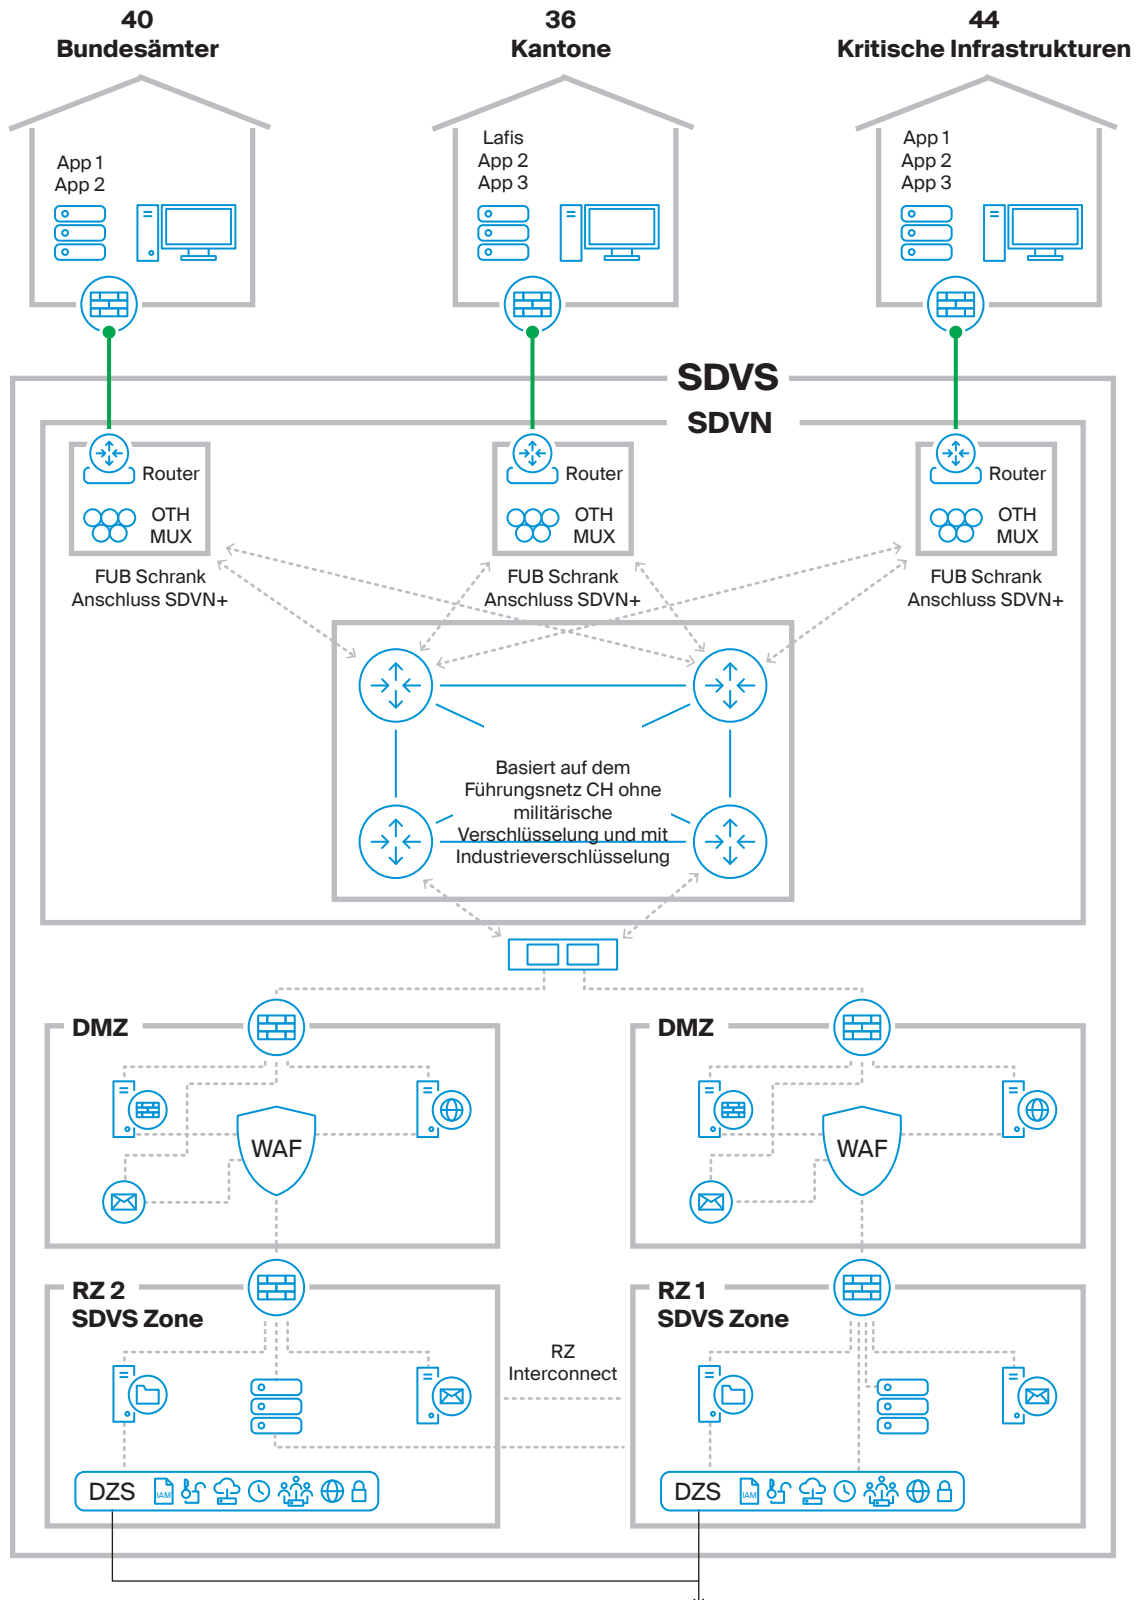 40
Bundesämter
36
Kantone
44
Kritische Infrastrukturen
App 1
App 2
Lafis
App 2
App 3
App 1
App 2
App 3
SDVS
SDVN
Router
OTH
MUX
Router
OTH
MUX
Router
OTH
MUX
FUB Schrank
Anschluss SDVN+
FUB Schrank
Anschluss SDVN+
FUB Schrank
Anschluss SDVN+
Basiert auf dem
Führungsnetz CH ohne
militärische
Verschlüsselung und mit
Industrieverschlüsselung
DMZ
WAF
DMZ
WAF
RZ 2
SDVS Zone
RZ
Interconnect
RZ 1
SDVS Zone
DZS
IAM
DZS
IAM